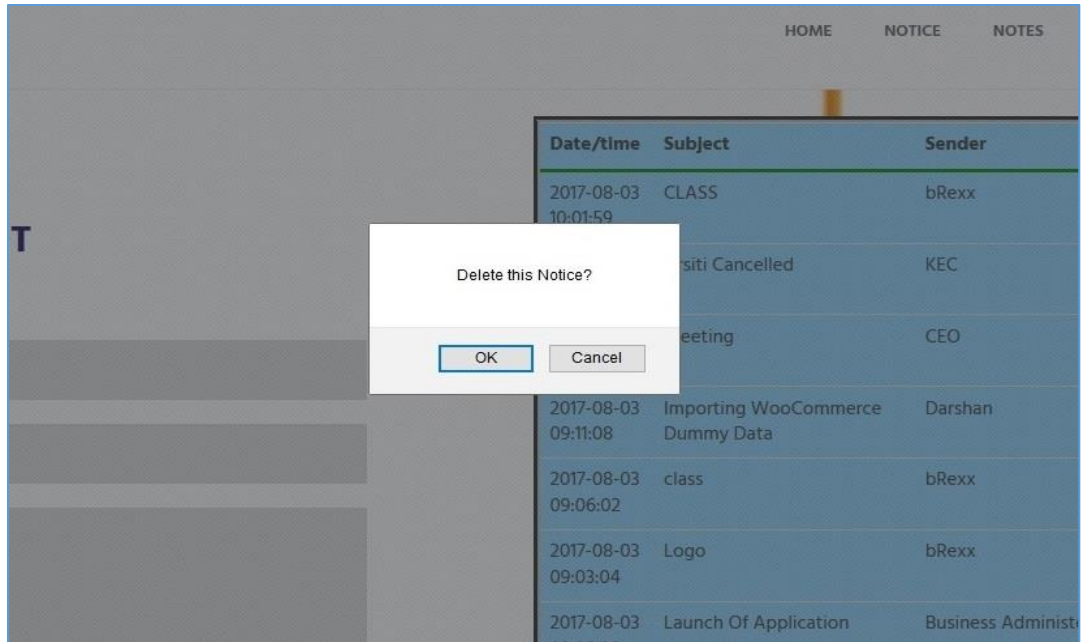 HOME NOTICE NOTES
Date/time Subject Sender
2017-08-03 CLASS bRexx
10:01:59
T
Cancelled KEC
Delete this Notice?
CEO
OK Cancel
2017-08-03 Importing WooCommerce Darshan
09:11:08 Dummy Data
2017-08-03 class bRexx
09:06:02
2017-08-03 Logo bRexx
09:03:04
2017-08-03 Launch Of Application Business